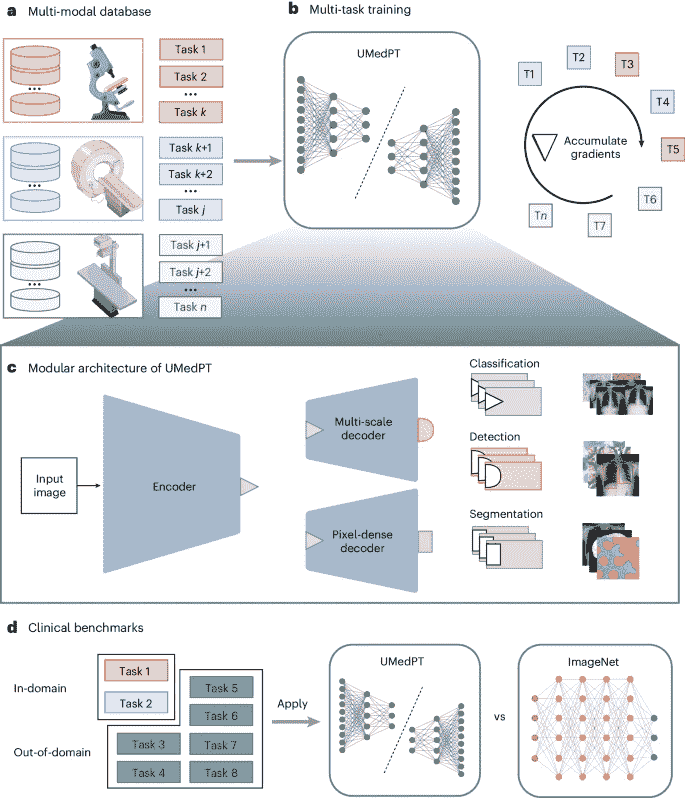 a Multi-modal database
Task 1
Task 2
...
Task k
Task k+1
Task k+2
...
Task j
Task j+1
Task j+2
...
Task n
...
...
...
b Multi-task training
UMedPT
T1
T2
T3
T4
T5
T6
T7
Tn
Accumulate
gradients
c Modular architecture of UMedPT
Input
image
Encoder
Multi-scale
decoder
Pixel-dense
decoder
Classification
Detection
Segmentation
d Clinical benchmarks
In-domain
Task 1
Task 2
Out-of-domain
Task 3
Task 4
Task 5
Task 6
Task 7
Task 8
Apply
UMedPT
vs
ImageNet